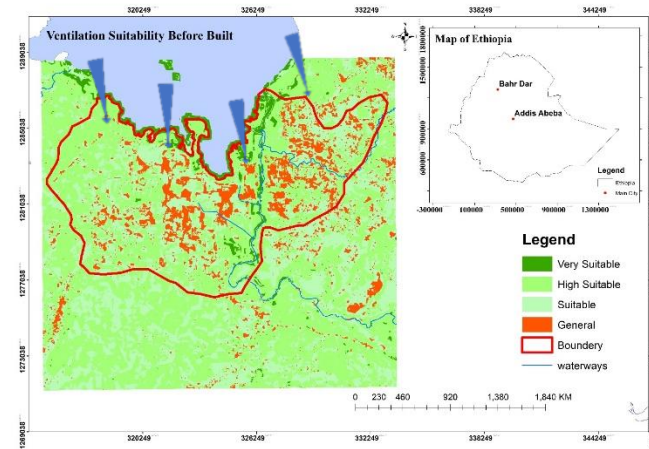 320249 326249 332249 338249 344249
Ventilation Suitability Before Built
Map of Ethiopia
1289038
1285038
1281038
1277038
1273038
1269038
1800000
1500000
900000
600000
Bahr Dar
Addis Abeba
Legend
Ethiopia
Main City
-300000 100000 500000 900000 1300000
Legend
Very Suitable
High Suitable
Suitable
General
Boundery
waterways
0 230 460 920 1,380 1,840 KM
320249 326249 332249 338249 344249